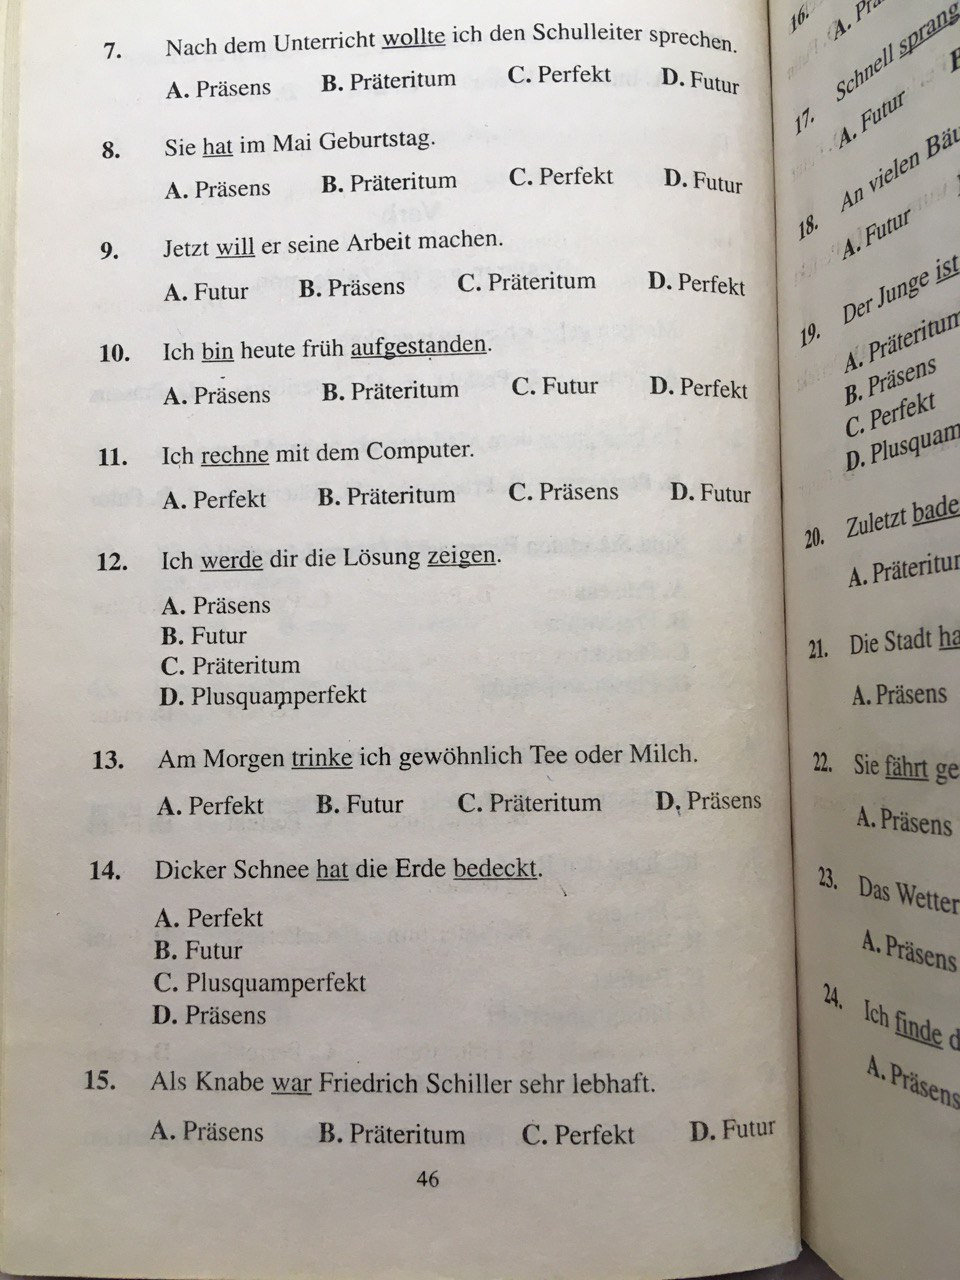 7. Nach dem Unterricht wollte ich den Schulleiter sprechen.
A. Präsens B. Präteritum C. Perfekt D. Futur
8. Sie hat im Mai Geburtstag.
A. Präsens B. Präteritum C. Perfekt D. Futur
9. Jetzt will er seine Arbeit machen.
A. Futur B. Präsens C. Präteritum D. Perfekt
10. Ich bin heute früh aufgestanden.
A. Präsens B. Präteritum C. Futur D. Perfekt
11. Ich rechne mit dem Computer.
A. Perfekt B. Präteritum C. Präsens D. Futur
12. Ich werde dir die Lösung zeigen.
A. Präsens
B. Futur
C. Präteritum
D. Plusquamperfekt
13. Am Morgen trinke ich gewöhnlich Tee oder Milch.
A. Perfekt B. Futur C. Präteritum D. Präsens
14. Dicker Schnee hat die Erde bedeckt.
A. Perfekt
B. Futur
C. Plusquamperfekt
D. Präsens
15. Als Knabe war Friedrich Schiller sehr lebhaft.
A. Präsens B. Präteritum C. Perfekt D. Futur
46
16.
A.
17. Schnell sprang
A. Futur
18. An vielen
A. Futur
19. Der Junge ist
A.
B. Präsens
C. Perfekt
D.
20. Zuletzt
A.
21. Die Stadt
A. Präsens
22. Sie fährt
A. Präsens
23. Das Wetter
A. Präsens
24. Ich finde
A. Präsens